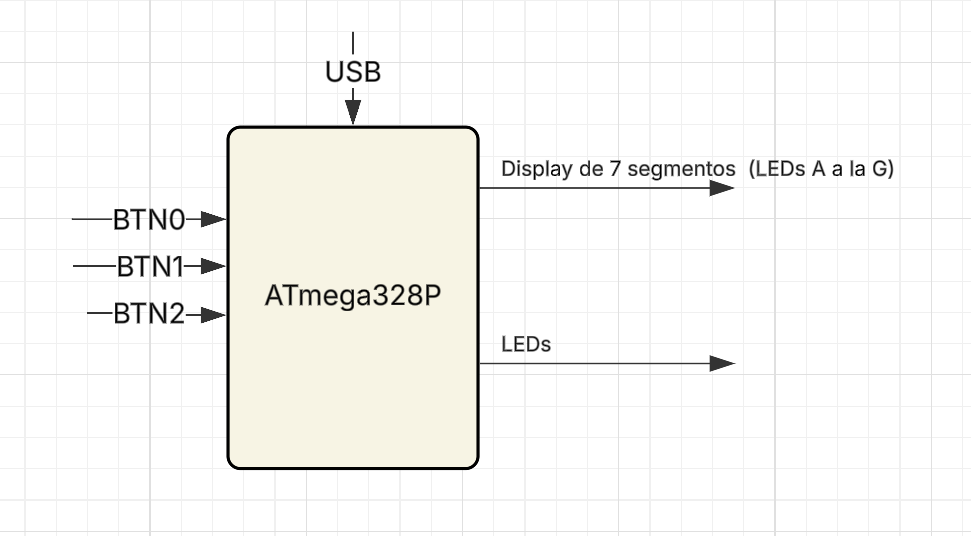 USB
Display de 7 segmentos (LEDs A a la G)
BTN0
BTN1
ATmega328P
BTN2
LEDs